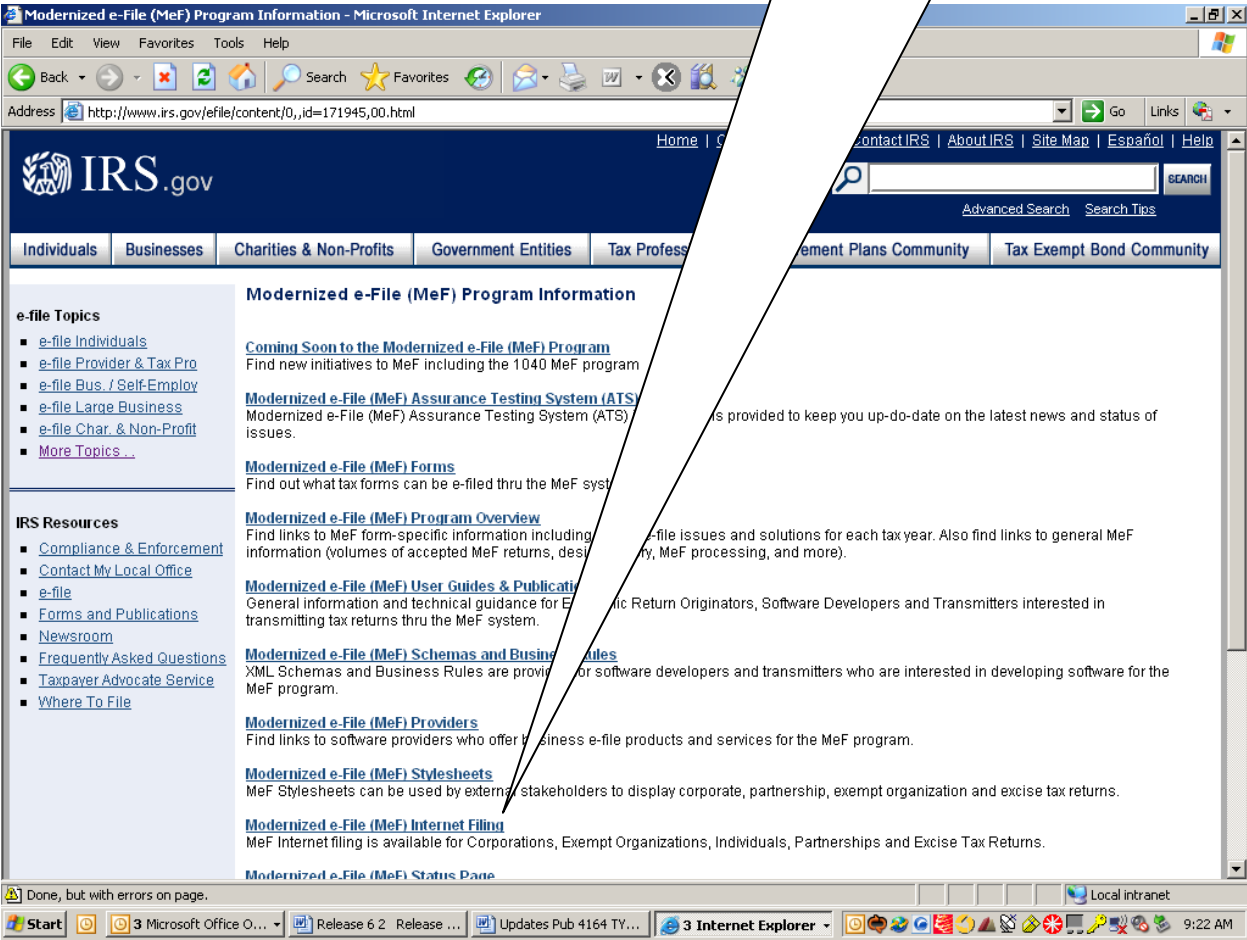 Modernized e-File (MeF) Program Information - Microsoft Internet Explorer
File Edit View Favorites Tools Help
Back Search Favorites
Address http://www.irs.gov/efile/content/0,,id=171945,00.html Go Links
Home | Contact IRS | About IRS | Site Map | Español | Help
IRS.gov
SEARCH
Advanced Search Search Tips
Individuals Businesses Charities & Non-Profits Government Entities Tax Profess ement Plans Community Tax Exempt Bond Community
e-file Topics
e-file Individuals
e-file Provider & Tax Pro
e-file Bus. / Self-Employ
e-file Large Business
e-file Char. & Non-Profit
More Topics . .
IRS Resources
Compliance & Enforcement
Contact My Local Office
e-file
Forms and Publications
Newsroom
Frequently Asked Questions
Taxpayer Advocate Service
Where To File
Modernized e-File (MeF) Program Information
Coming Soon to the Modernized e-File (MeF) Program
Find new initiatives to MeF including the 1040 MeF program
Modernized e-File (MeF) Assurance Testing System (ATS)
Modernized e-File (MeF) Assurance Testing System (ATS) is provided to keep you up-do-date on the latest news and status of
issues.
Modernized e-File (MeF) Forms
Find out what tax forms can be e-filed thru the MeF syst
Modernized e-File (MeF) Program Overview
Find links to MeF form-specific information including -file issues and solutions for each tax year. Also find links to general MeF
information (volumes of accepted MeF returns, desi ry, MeF processing, and more).
Modernized e-File (MeF) User Guides & Publicatio
General information and technical guidance for E ic Return Originators, Software Developers and Transmitters interested in
transmitting tax returns thru the MeF system.
Modernized e-File (MeF) Schemas and Business ules
XML Schemas and Business Rules are provi or software developers and transmitters who are interested in developing software for the
MeF program.
Modernized e-File (MeF) Providers
Find links to software providers who offer b siness e-file products and services for the MeF program.
Modernized e-File (MeF) Stylesheets
MeF Stylesheets can be used by external stakeholders to display corporate, partnership, exempt organization and excise tax returns.
Modernized e-File (MeF) Internet Filing
MeF Internet filing is available for Corporations, Exempt Organizations, Individuals, Partnerships and Excise Tax Returns.
Modernized e-File (MeF) Status Page
Done, but with errors on page. Local intranet
Start 3 Microsoft Office O... Release 6 2 Release ... Updates Pub 4164 TY... 3 Internet Explorer 9:22 AM